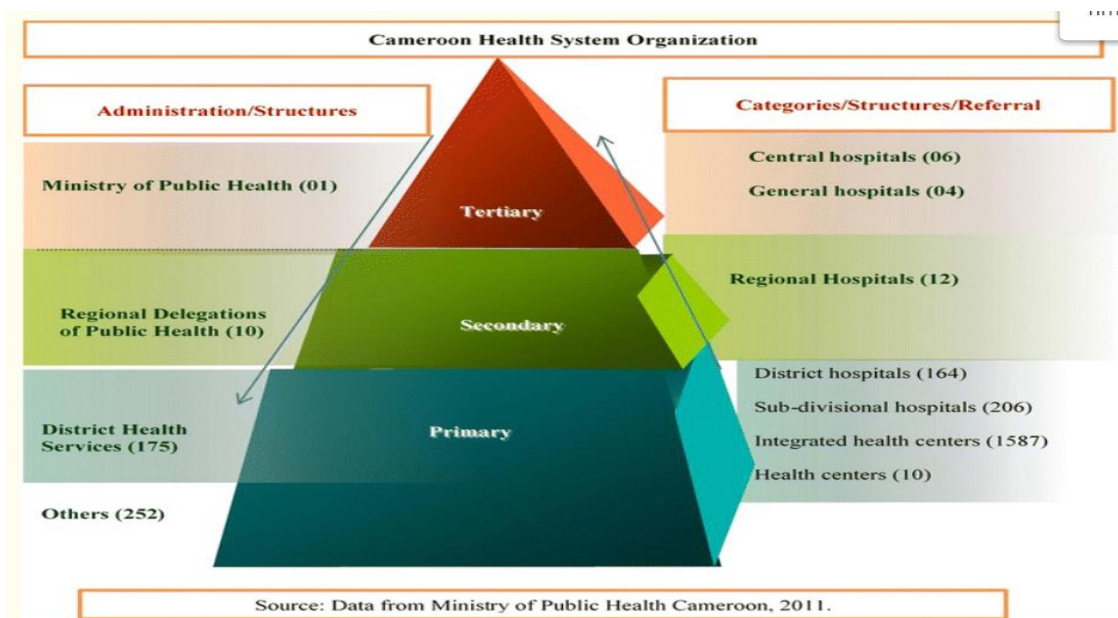 Cameroon Health System Organization
Administration/Structures
Categories/Structures/Referral
Ministry of Public Health (01)
Central hospitals (06)
General hospitals (04)
Tertiary
Regional Delegations
of Public Health (10)
Secondary
Regional Hospitals (12)
District Health
Services (175)
Others (252)
Primary
District hospitals (164)
Sub-divisional hospitals (206)
Integrated health centers (1587)
Health centers (10)
Source: Data from Ministry of Public Health Cameroon, 2011.